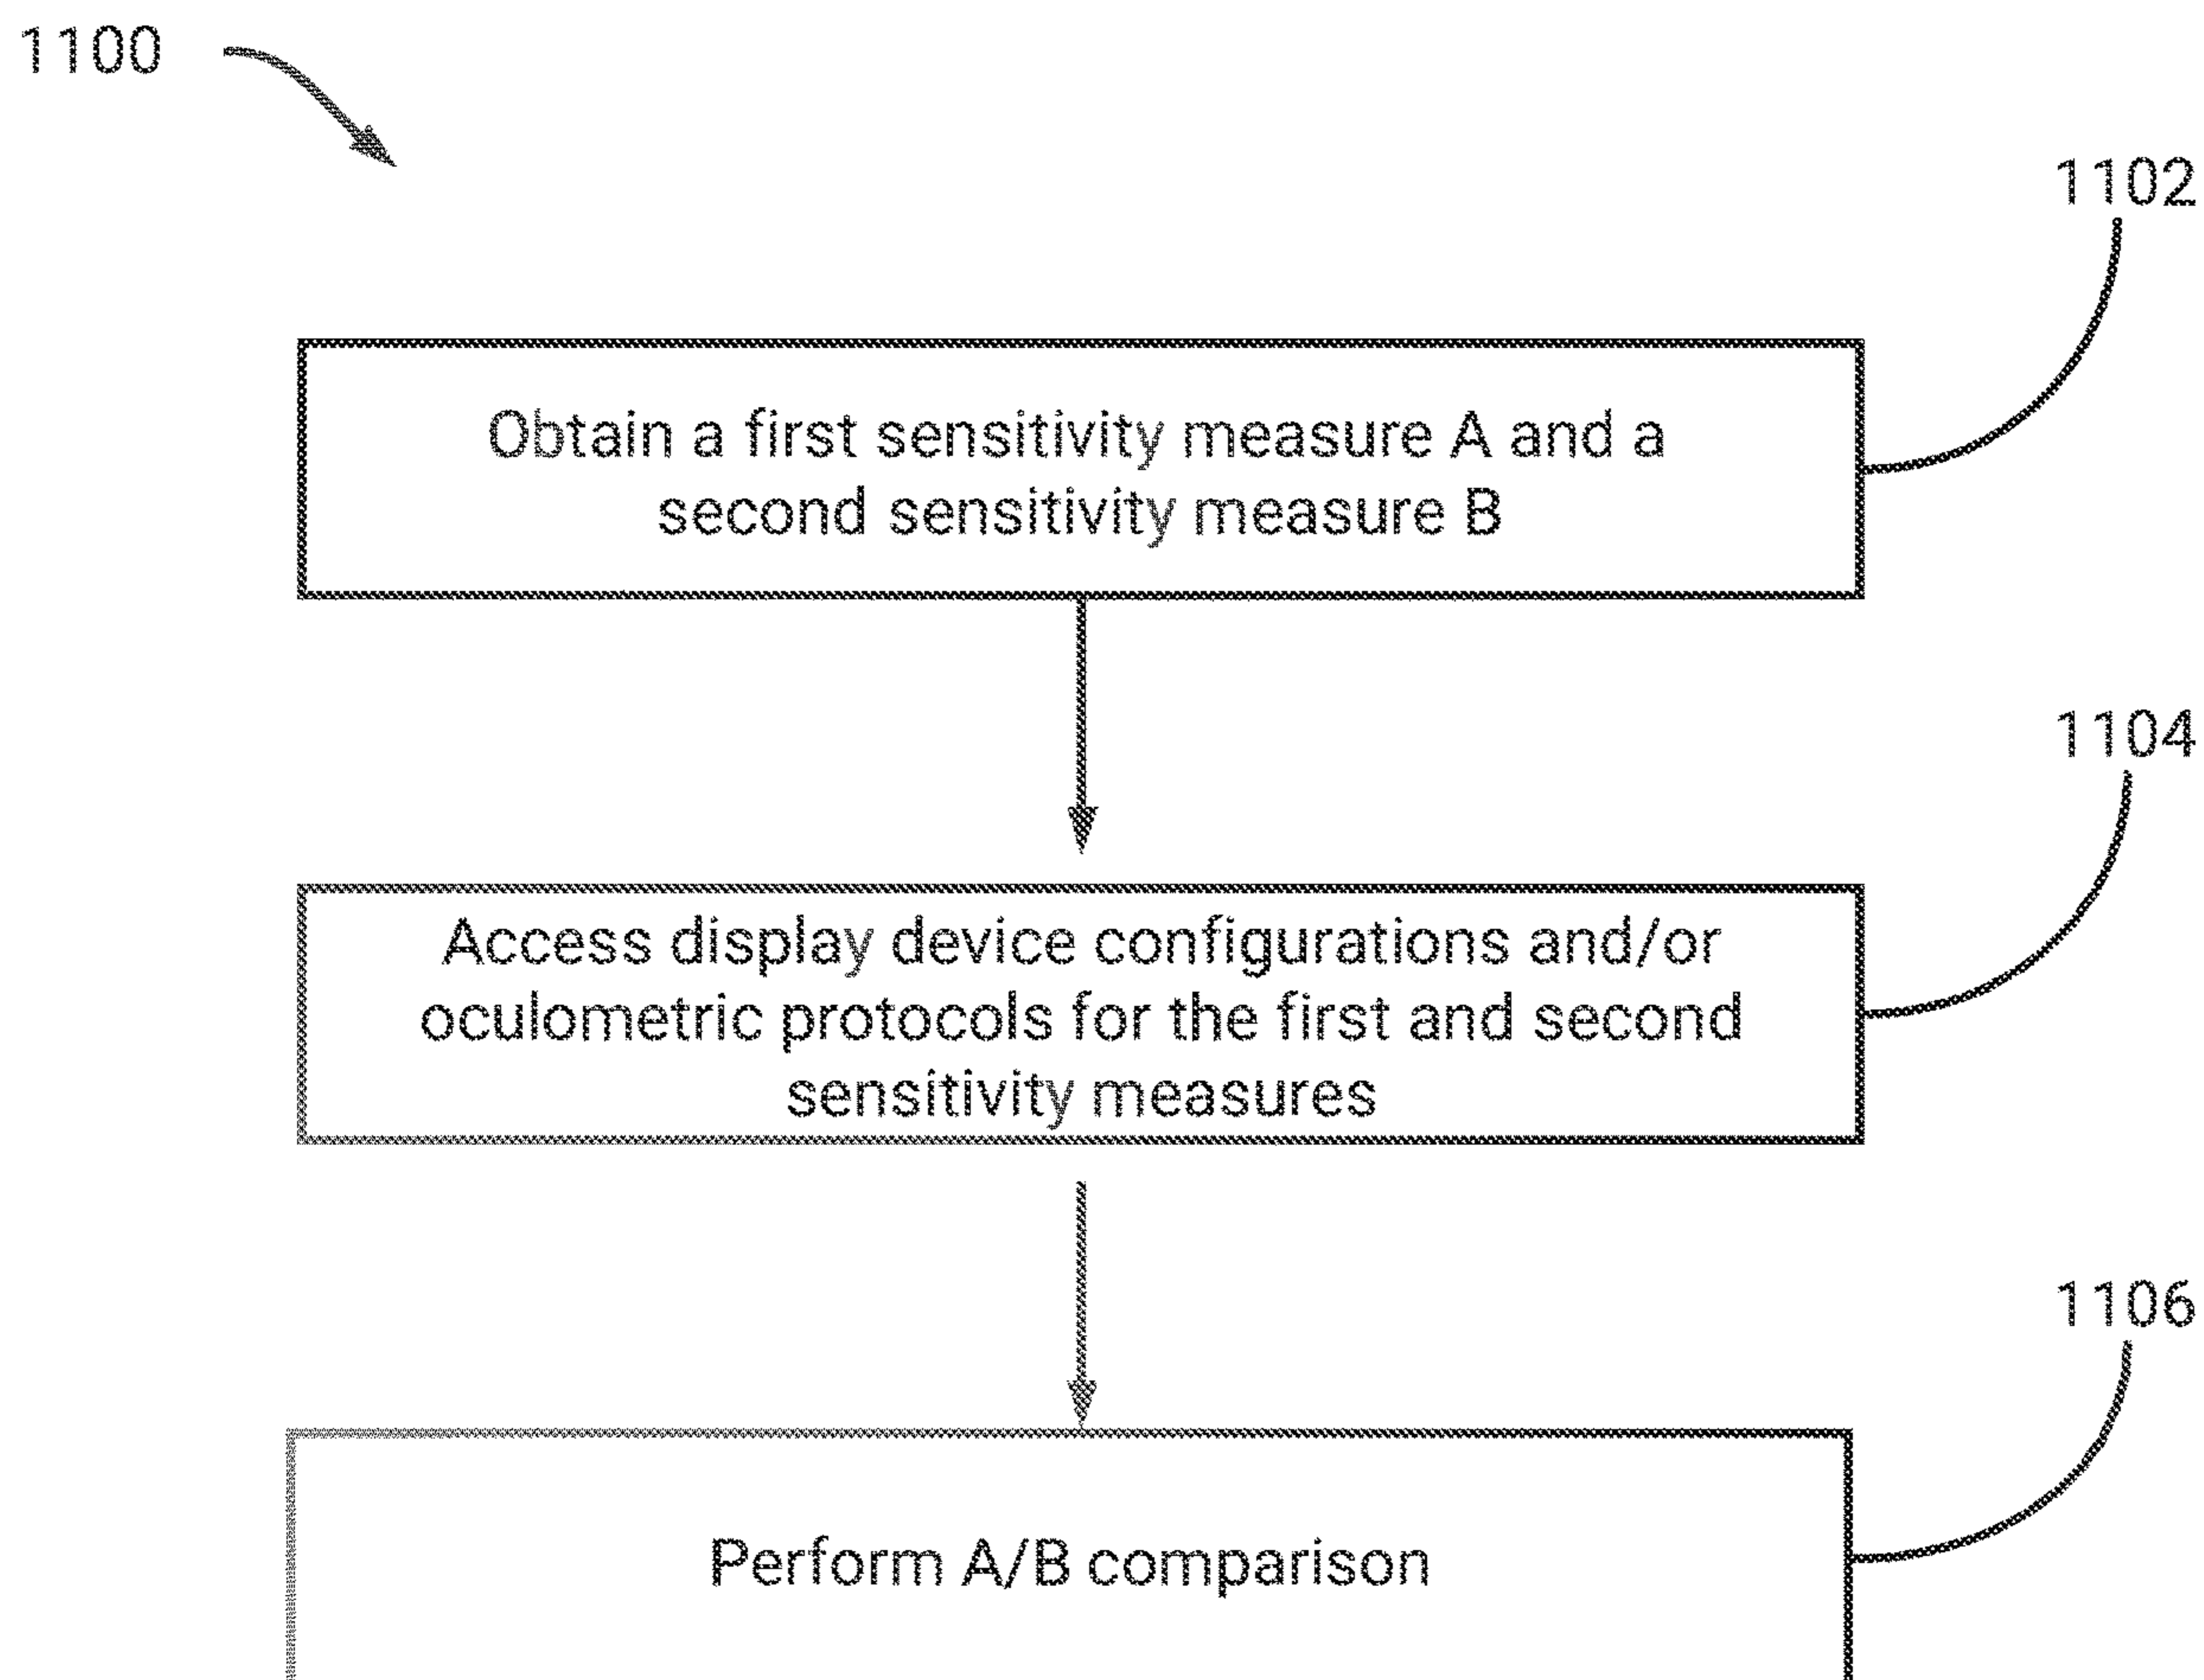 1100
1102
Obtain a first sensitivity measure A and a
second sensitivity measure B
1104
Access display device configurations and/or
oculometric protocols for the first and second
sensitivity measures
1106
Perform A/B comparison